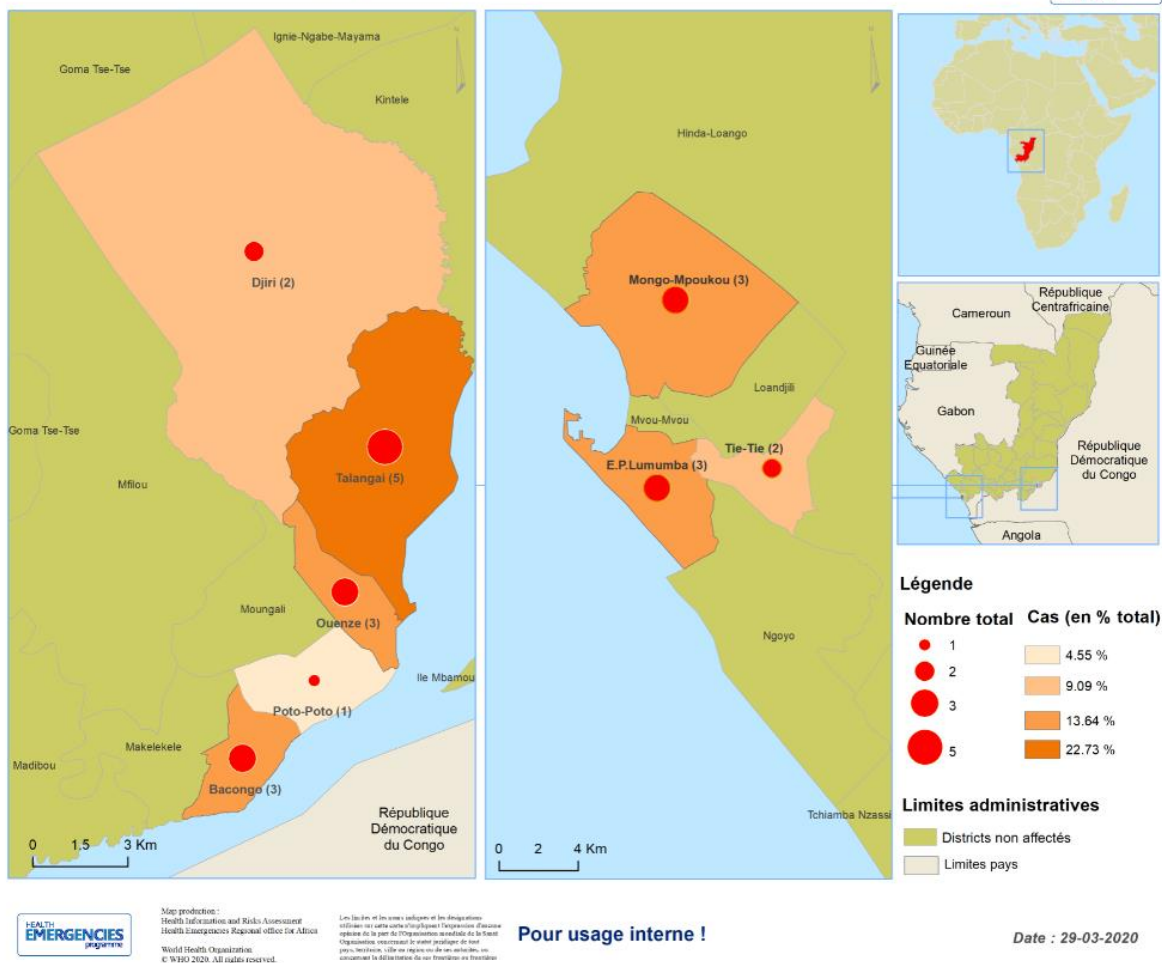 Ignie-Ngabe-Mayama
Goma Tse-Tse
Kintele
Djiri (2)
Talangai (5)
Goma Tse-Tse
Mfilou
Moungali
Ouenze (3)
Ile Mbamou
Poto-Poto (1)
Makelekele
Madibou
Bacongo (3)
République
Démocratique
du Congo
0 1.5 3 Km
Hinda-Loango
Mongo-Mpoukou (3)
Loandjili
Mvou-Mvou
Tie-Tie (2)
E.P.Lumumba (3)
Ngoyo
Tchiamba Nzassi
0 2 4 Km
République
Centrafricaine
Cameroun
Guinée
Equatoriale
Gabon
République
Démocratique
du Congo
Angola
Légende
Nombre total
1
2
3
5
Cas (en % total)
4.55 %
9.09 %
13.64 %
22.73 %
Limites administratives
Districts non affectés
Limites pays
HEALTH
EMERGENCIES
programme
Map production :
Health Information and Risks Assessment
Health Emergencies Regional office for Africa
World Health Organization
© WHO 2020. All rights reserved.
Pour usage interne !
Date : 29-03-2020